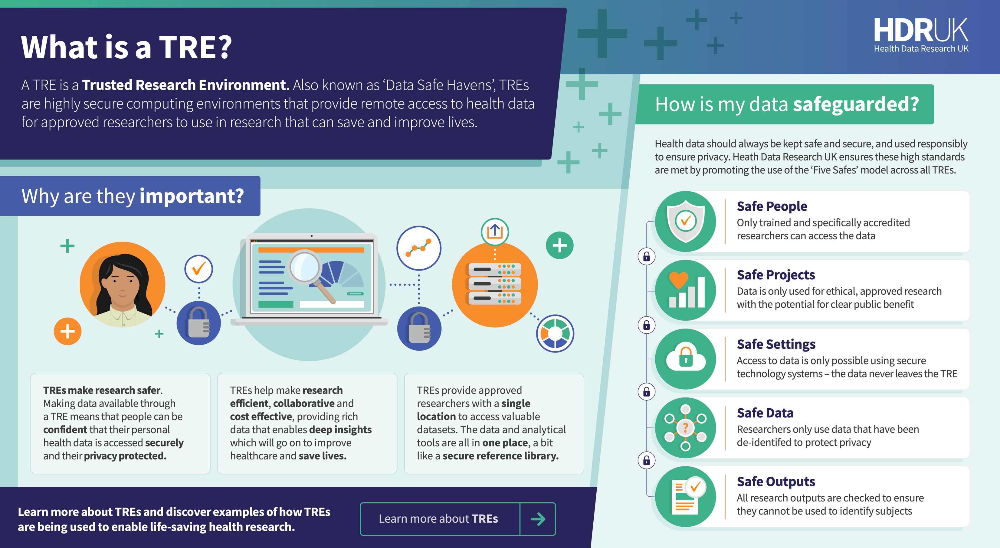 What is a TRE?
A TRE is a Trusted Research Environment. Also known as ‘Data Safe Havens’, TREs
are highly secure computing environments that provide remote access to health data
for approved researchers to use in research that can save and improve lives.
HDRUK
Health Data Research UK
Why are they important?
TREs make research safer.
Making data available through
a TRE means that people can be
confident that their personal
health data is accessed securely
and their privacy protected.
TREs help make research
efficient, collaborative and
cost effective, providing rich
data that enables deep insights
which will go on to improve
healthcare and save lives.
TREs provide approved
researchers with a single
location to access valuable
datasets. The data and analytical
tools are all in one place, a bit
like a secure reference library.
Learn more about TREs and discover examples of how TREs
are being used to enable life-saving health research.
Learn more about TREs
How is my data safeguarded?
Health data should always be kept safe and secure, and used responsibly
to ensure privacy. Heath Data Research UK ensures these high standards
are met by promoting the use of the ‘Five Safes’ model across all TREs.
Safe People
Only trained and specifically accredited
researchers can access the data
Safe Projects
Data is only used for ethical, approved research
with the potential for clear public benefit
Safe Settings
Access to data is only possible using secure
technology systems – the data never leaves the TRE
?
Safe Data
Researchers only use data that have been
de-identifed to protect privacy
Safe Outputs
All research outputs are checked to ensure
they cannot be used to identify subjects